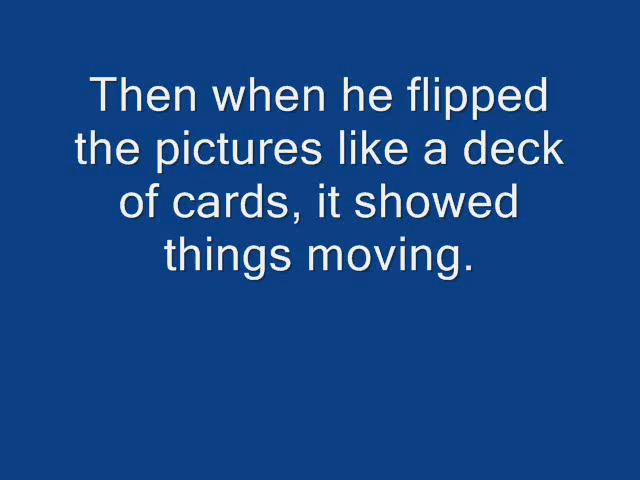 Then when he flipped
the pictures like a deck
of cards, it showed
things moving.